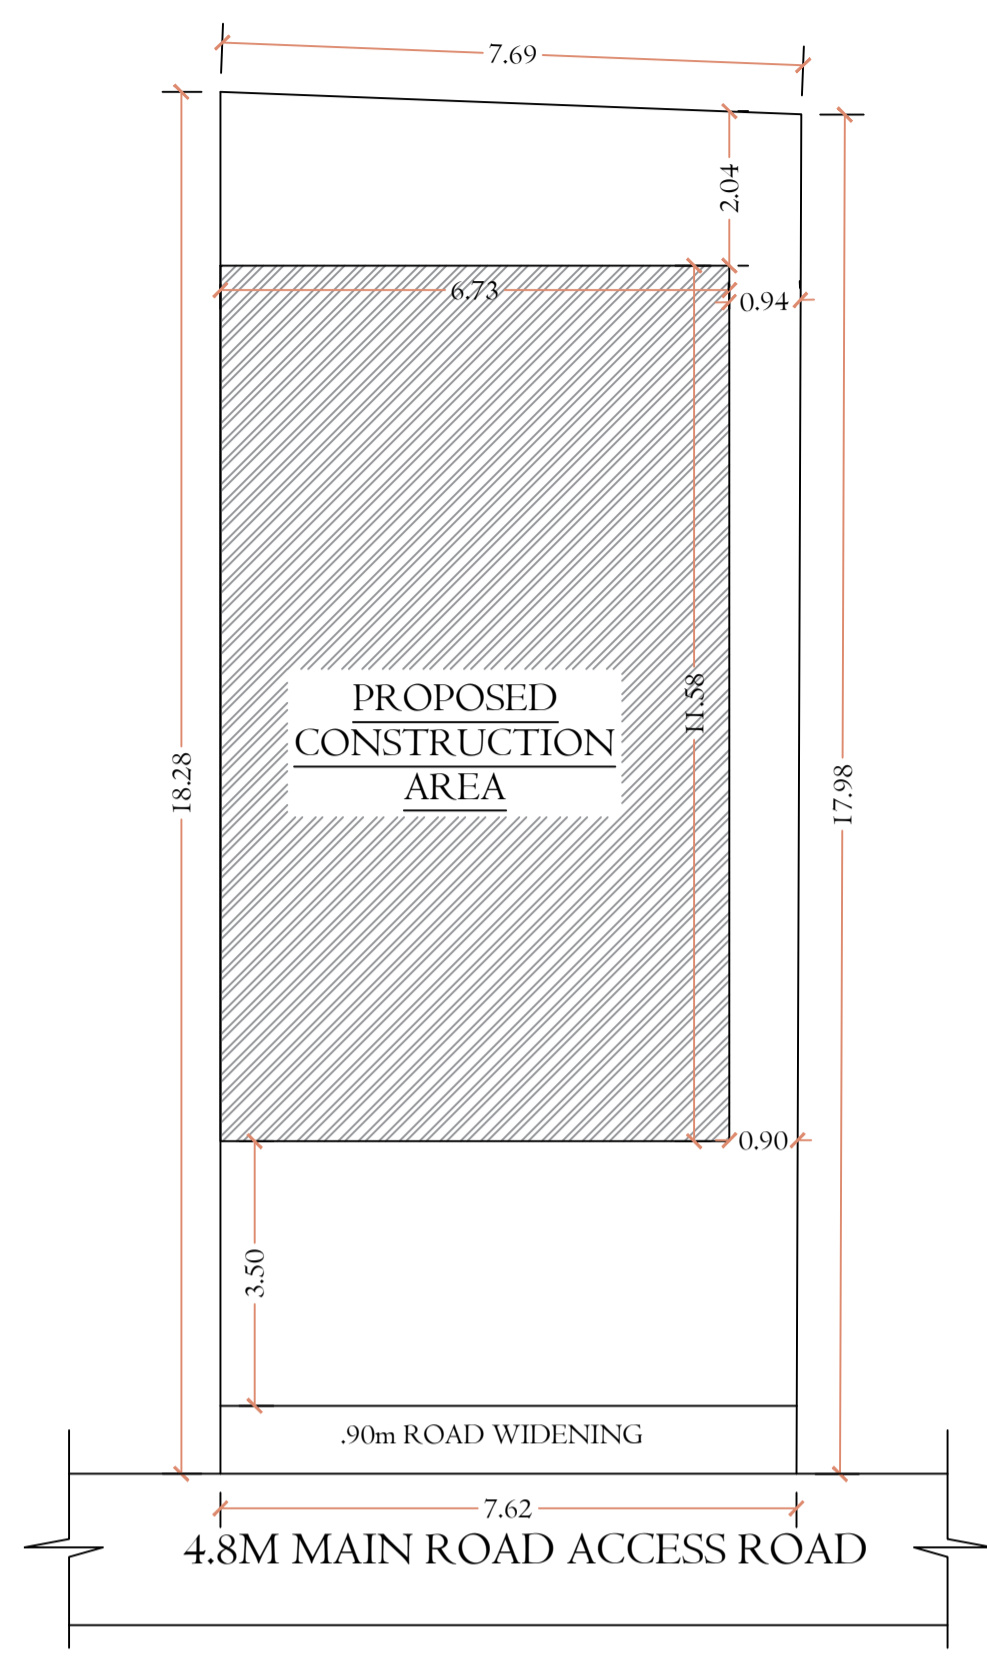 7.69
2.04
6.73
0.94
11.58
PROPOSED
CONSTRUCTION
AREA
18.28
17.98
0.90
3.50
.90m ROAD WIDENING
7.62
4.8M MAIN ROAD ACCESS ROAD